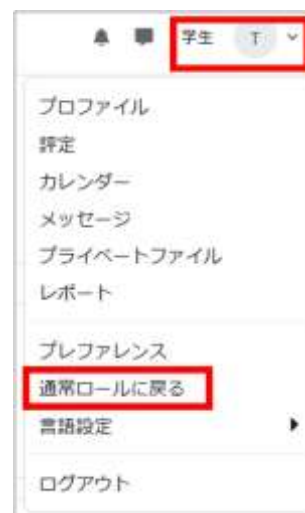 学生 T
プロファイル
評定
カレンダー
メッセージ
プライベートファイル
レポート
プレファレンス
通常ロールに戻る
言語設定
ログアウト